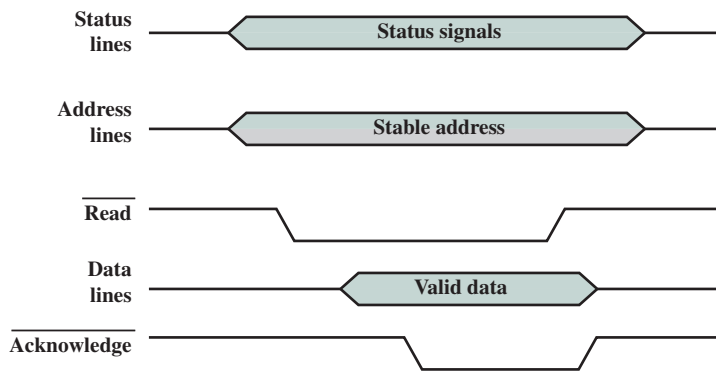 Status
lines
Status signals
Address
lines
Stable address
Read
Data
lines
Valid data
Acknowledge